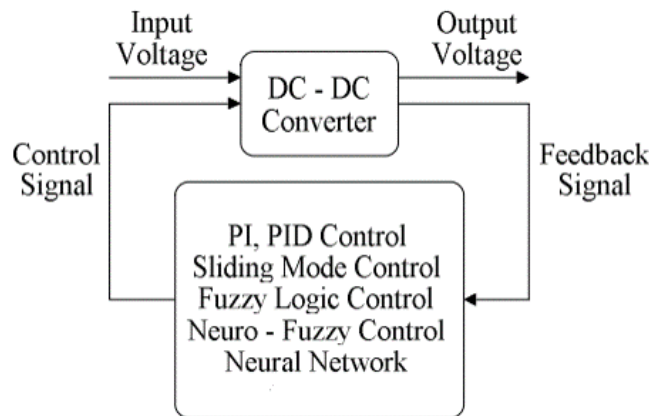 Input
Voltage
Output
Voltage
DC - DC
Converter
Control
Signal
Feedback
Signal
PI, PID Control
Sliding Mode Control
Fuzzy Logic Control
Neuro - Fuzzy Control
Neural Network